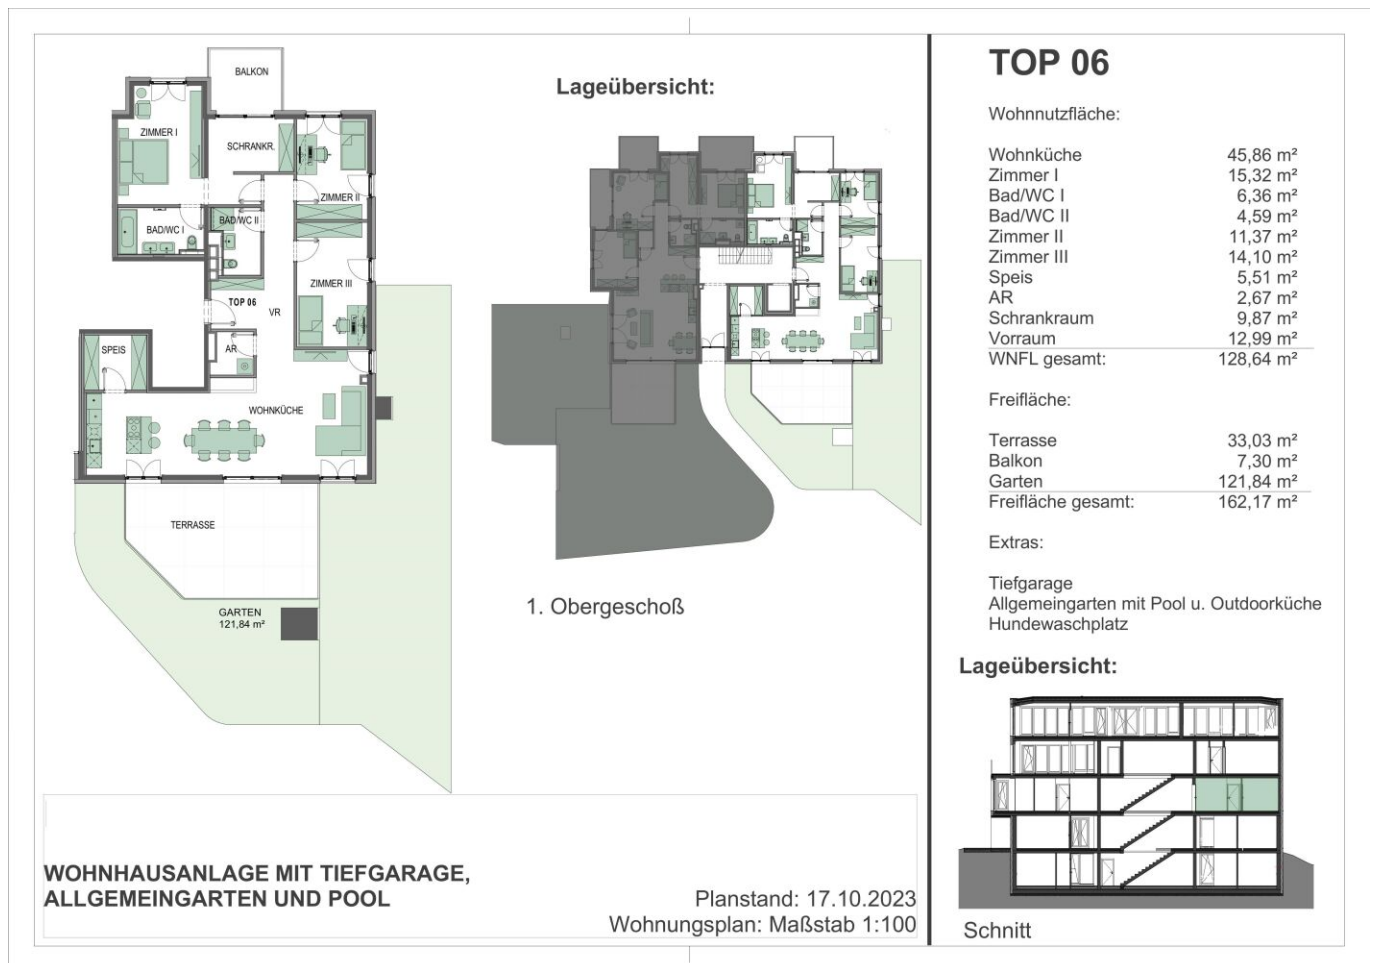 BALKON
ZIMMER I
SCHRANKR.
ZIMMER II
BAD/WC I
BAD/WC II
ZIMMER III
TOP 06
VR
AR
SPEIS
WOHNKÜCHE
TERRASSE
GARTEN
121,84 m²
Lageübersicht:
1. Obergeschoß
WOHNHAUSANLAGE MIT TIEFGARAGE,
ALLGEMEINGARTEN UND POOL
Planstand: 17.10.2023
Wohnungsplan: Maßstab 1:100
TOP 06
Wohnnutzfläche:
Wohnküche 45,86 m²
Zimmer I 15,32 m²
Bad/WC I 6,36 m²
Bad/WC II 4,59 m²
Zimmer II 11,37 m²
Zimmer III 14,10 m²
Speis 5,51 m²
AR 2,67 m²
Schrankraum 9,87 m²
Vorraum 12,99 m²
WNFL gesamt: 128,64 m²
Freifläche:
Terrasse 33,03 m²
Balkon 7,30 m²
Garten 121,84 m²
Freifläche gesamt: 162,17 m²
Extras:
Tiefgarage
Allgemeingarten mit Pool u. Outdoorküche
Hundewaschplatz
Lageübersicht:
Schnitt